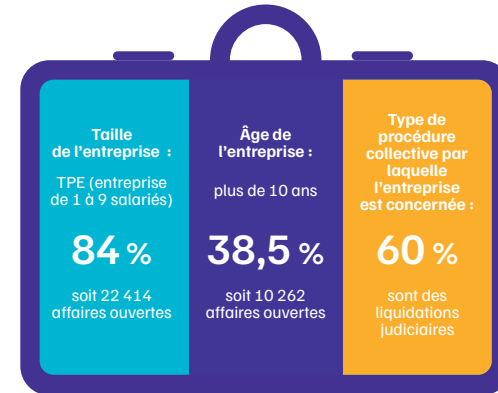 Taille
de l'entreprise :
TPE (entreprise
de 1 à 9 salariés)
84 %
soit 22 414
affaires ouvertes
Âge de
l'entreprise :
plus de 10 ans
38,5 %
soit 10 262
affaires ouvertes
Type de
procédure
collective par
laquelle
l'entreprise
est concernée :
60 %
sont des
liquidations
judiciaires